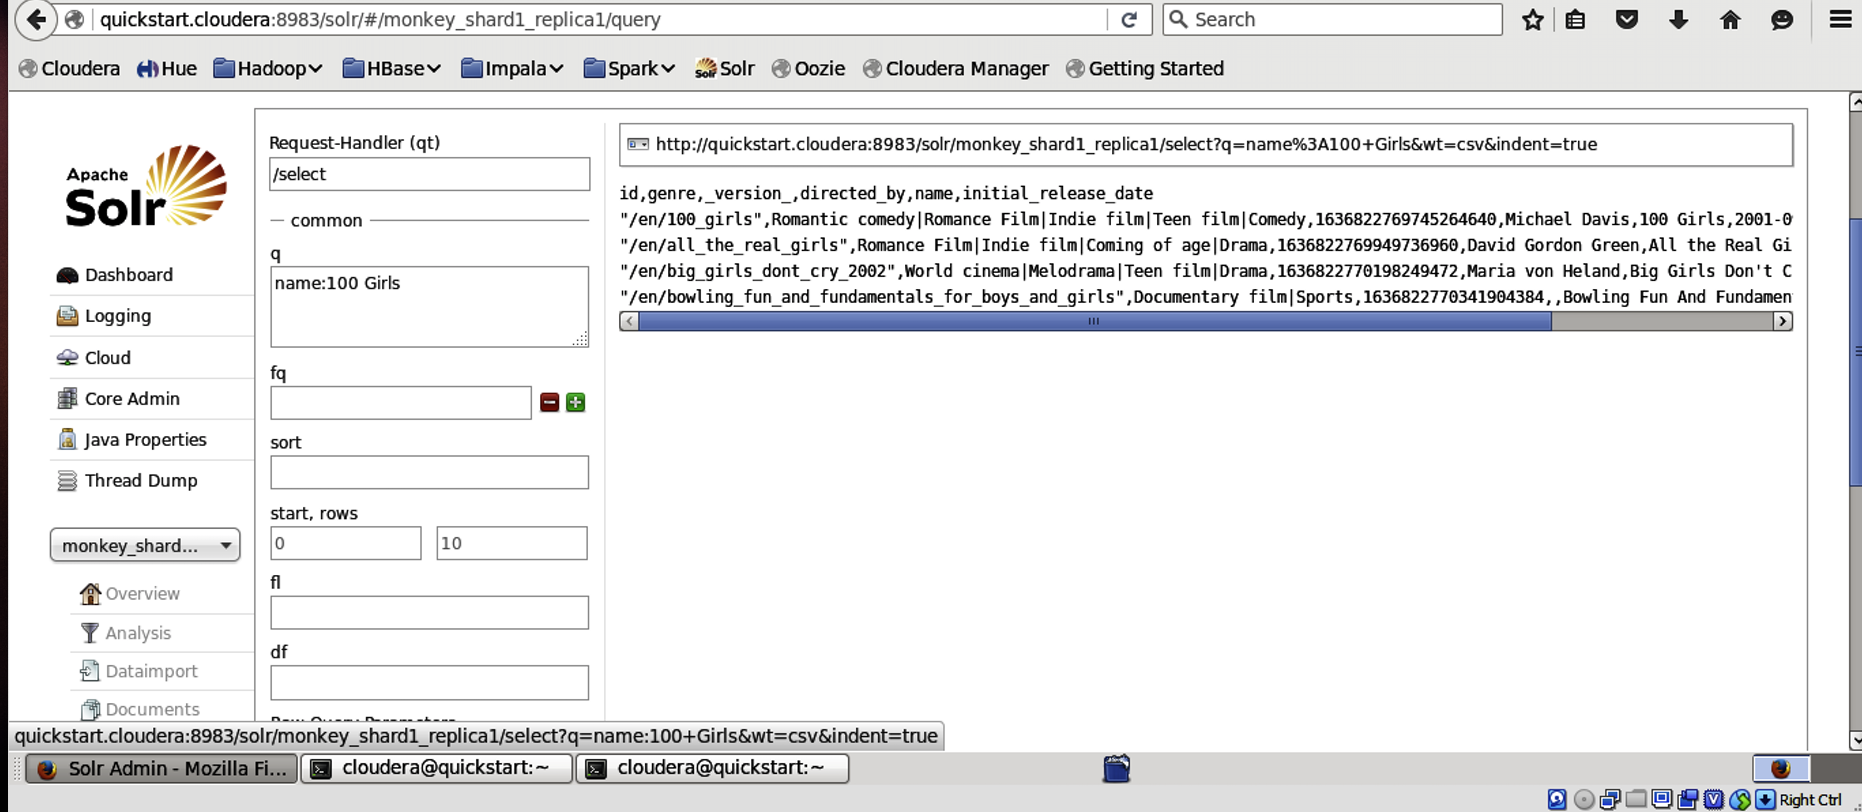 quickstart.cloudera:8983/solr/#/monkey_shard1_replica1/query
Search
Cloudera Hue Hadoop HBase Impala Spark Solr Oozie Cloudera Manager Getting Started
Apache
Solr
Dashboard
Logging
Cloud
Core Admin
Java Properties
Thread Dump
monkey_shard...
Overview
Analysis
Dataimport
Documents
Request-Handler (qt)
/select
common
q
name:100 Girls
fq
sort
start, rows
0 10
fl
df
Raw Query Parameters
http://quickstart.cloudera:8983/solr/monkey_shard1_replica1/select?q=name%3A100+Girls&wt=csv&indent=true
id,genre,_version_,directed_by,name,initial_release_date
"/en/100_girls",Romantic comedy|Romance Film|Indie film|Teen film|Comedy,1636822769745264640,Michael Davis,100 Girls,2001-0
"/en/all_the_real_girls",Romance Film|Indie film|Coming of age|Drama,1636822769949736960,David Gordon Green,All the Real Gi
"/en/big_girls_dont_cry_2002",World cinema|Melodrama|Teen film|Drama,1636822770198249472,Maria von Heland,Big Girls Don't C
"/en/bowling_fun_and_fundamentals_for_boys_and_girls",Documentary film|Sports,1636822770341904384,,Bowling Fun And Fundamen
quickstart.cloudera:8983/solr/monkey_shard1_replica1/select?q=name:100+Girls&wt=csv&indent=true
Solr Admin - Mozilla Fi... cloudera@quickstart:~ cloudera@quickstart:~
Right Ctrl